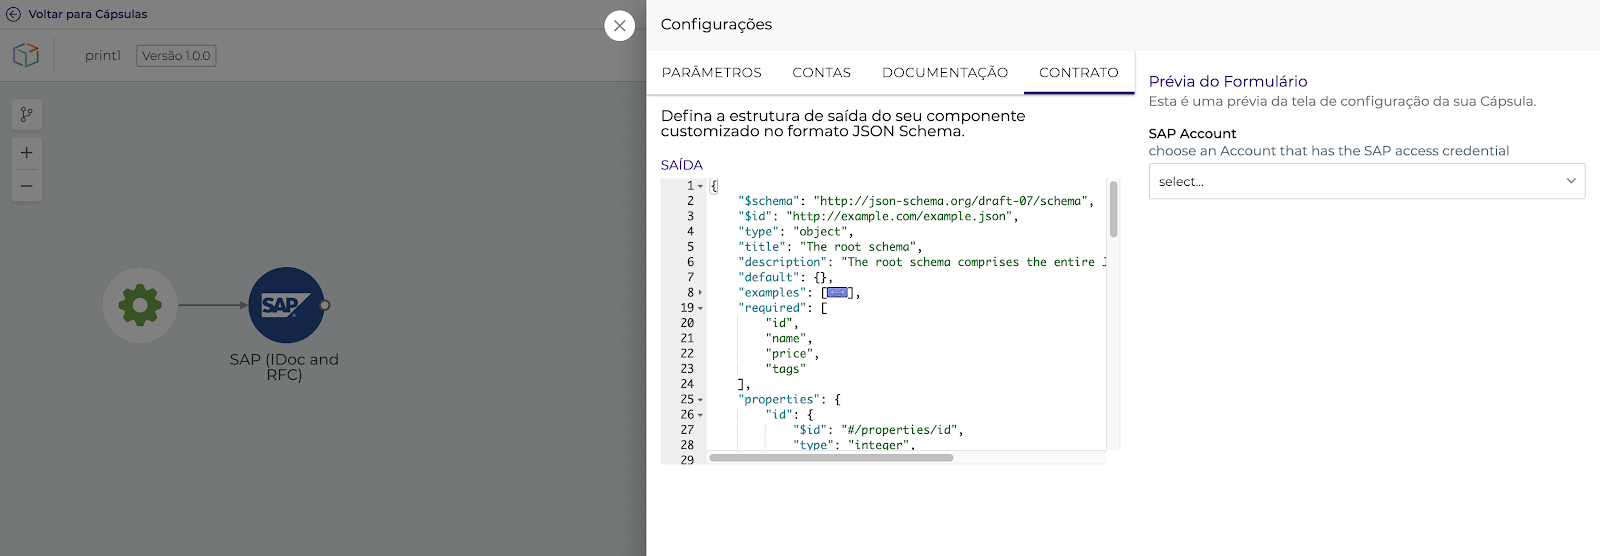 Voltar para Cápsulas
print1
Versão 1.0.0
SAP
SAP (IDoc and
RFC)
Configurações
PARÂMETROS CONTAS DOCUMENTAÇÃO CONTRATO
Defina a estrutura de saída do seu componente
customizado no formato JSON Schema.
SAÍDA
1 {
2 "$schema": "http://json-schema.org/draft-07/schema",
3 "$id": "http://example.com/example.json",
4 "type": "object",
5 "title": "The root schema",
6 "description": "The root schema comprises the entire J
7 "default": {},
8 "examples": [],
19 "required": [
20 "id",
21 "name",
22 "price",
23 "tags"
24 ],
25 "properties": {
26 "id": {
27 "$id": "#/properties/id",
28 "type": "integer",
29
Prévia do Formulário
Esta é uma prévia da tela de configuração da sua Cápsula.
SAP Account
choose an Account that has the SAP access credential
select...